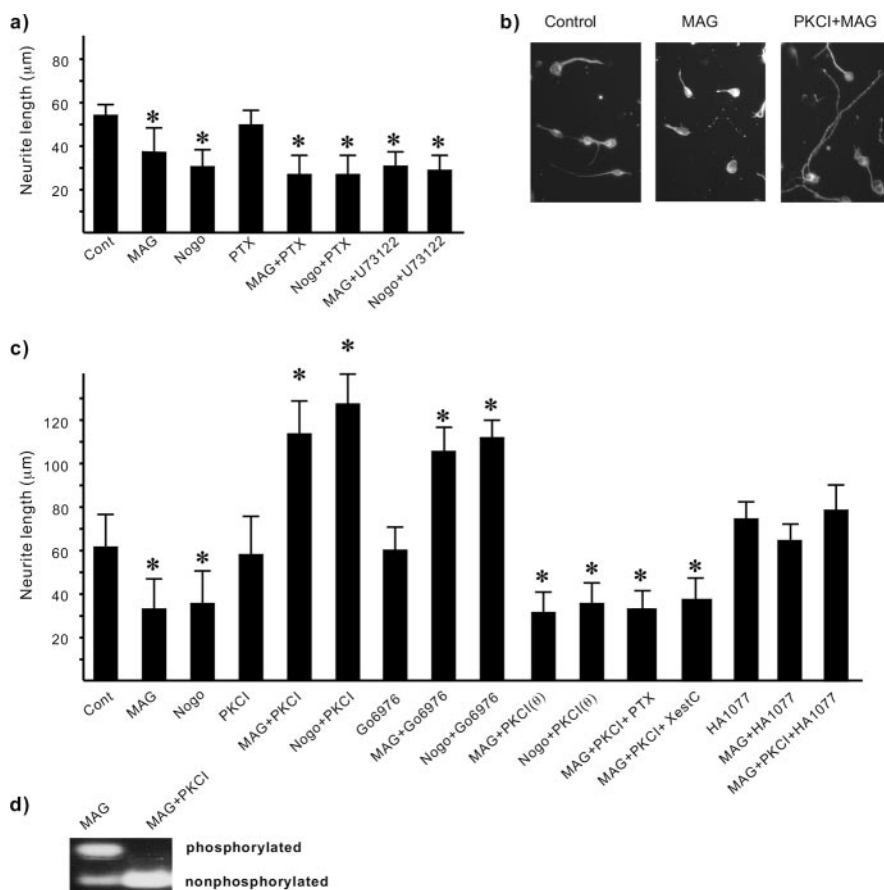 a)
Neurite length (μm)
80
60
40
20
Cont
MAG
Nogo
PTX
MAG+PTX
Nogo+PTX
MAG+U73122
Nogo+U73122
* * * * * *
b)
Control MAG PKCI+MAG
c)
Neurite length (μm)
120
100
80
60
40
20
* * * * * * * * * *
Cont
MAG
Nogo
PKCI
MAG+PKCI
Nogo+PKCI
Go6976
MAG+Go6976
Nogo+Go6976
MAG+PKCI(θ)
Nogo+PKCI(θ)
MAG+PKCI+ PTX
MAG+PKCI+ XestC
HA1077
MAG+HA1077
MAG+PKCI+HA1077
d)
MAG
MAG+PKCI
phosphorylated
nonphosphorylated